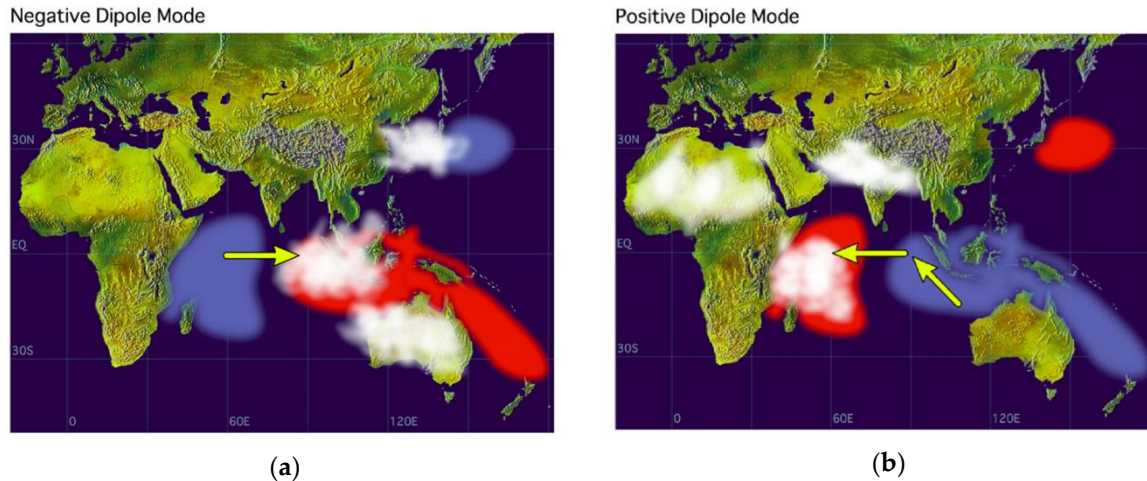 Negative Dipole Mode
30N
EQ
30S
0
60E
120E
(a)
Positive Dipole Mode
30N
EQ
30S
0
60E
120E
(b)